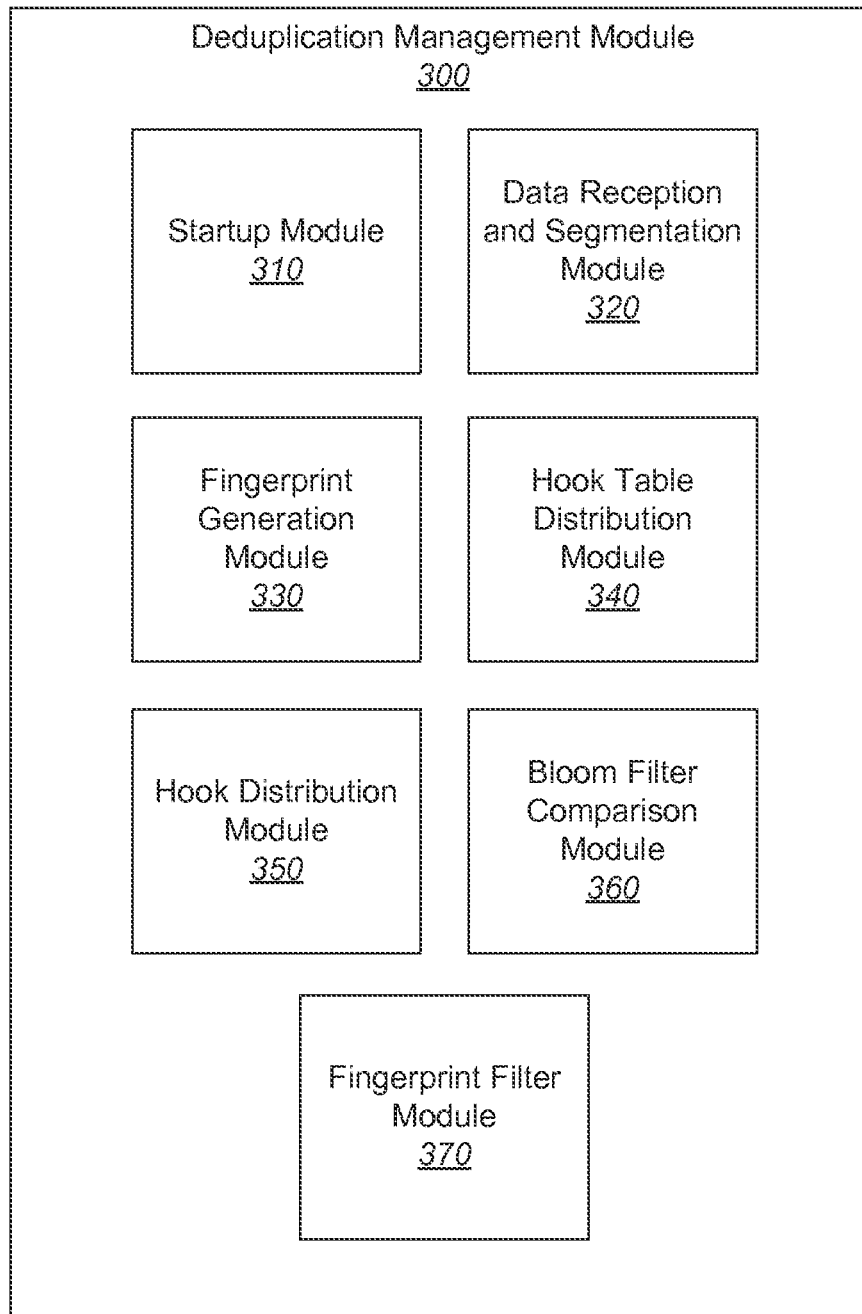 Deduplication Management Module
300
Startup Module
310
Data Reception
and Segmentation
Module
320
Fingerprint
Generation
Module
330
Hook Table
Distribution
Module
340
Hook Distribution
Module
350
Bloom Filter
Comparison
Module
360
Fingerprint Filter
Module
370